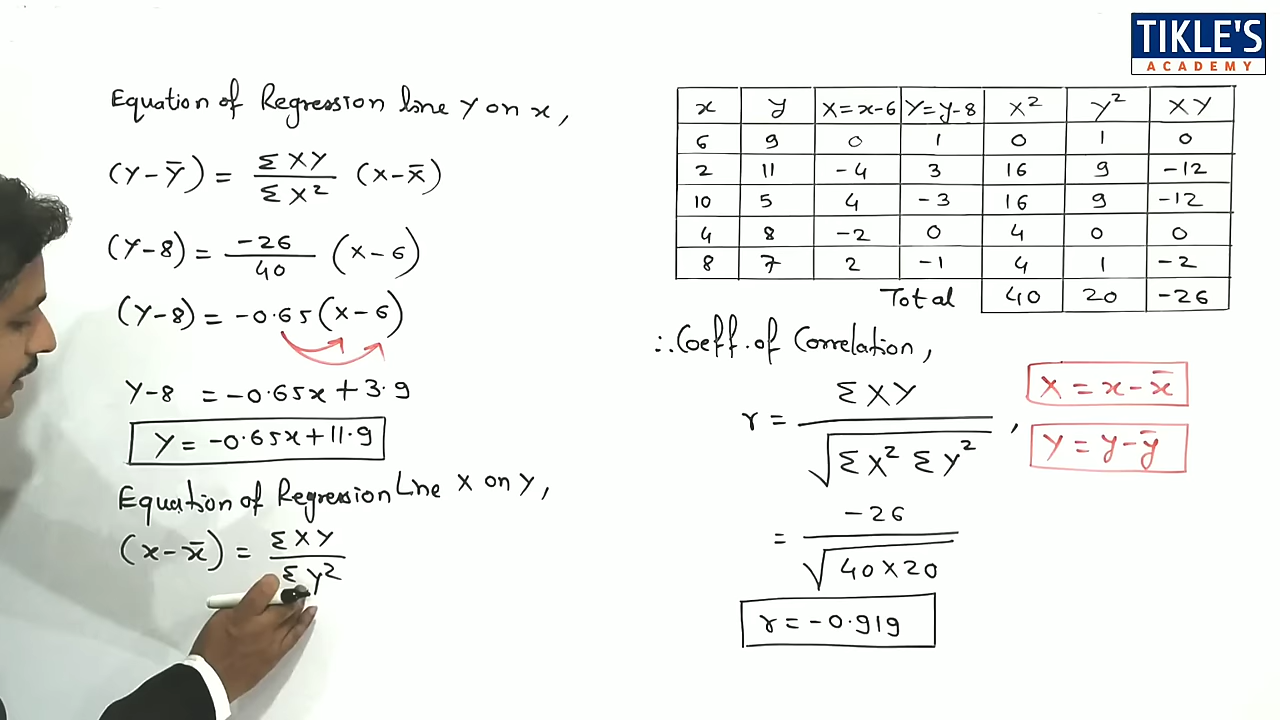 TIKLE'S
ACADEMY
Equation of Regression line Y on x,
(Y-Ȳ) = ΣXY/ΣX² (x-x̄)
(Y-8) = -26/40 (x-6)
(Y-8) = -0.65(x-6)
Y-8 = -0.65x+3.9
Y = -0.65x+11.9
Equation of Regression Line X on Y,
(x-x̄) = ΣXY/ΣY²
x y X=x-6 Y=y-8 X² Y² XY
6 9 0 1 0 1 0
2 11 -4 3 16 9 -12
10 5 4 -3 16 9 -12
4 8 -2 0 4 0 0
8 7 2 -1 4 1 -2
Total 40 20 -26
∴ Coeff. of Correlation,
r = ΣXY/√ΣX² ΣY² , X = x-x̄
Y = y-ȳ
= -26/√40×20
r = -0.919